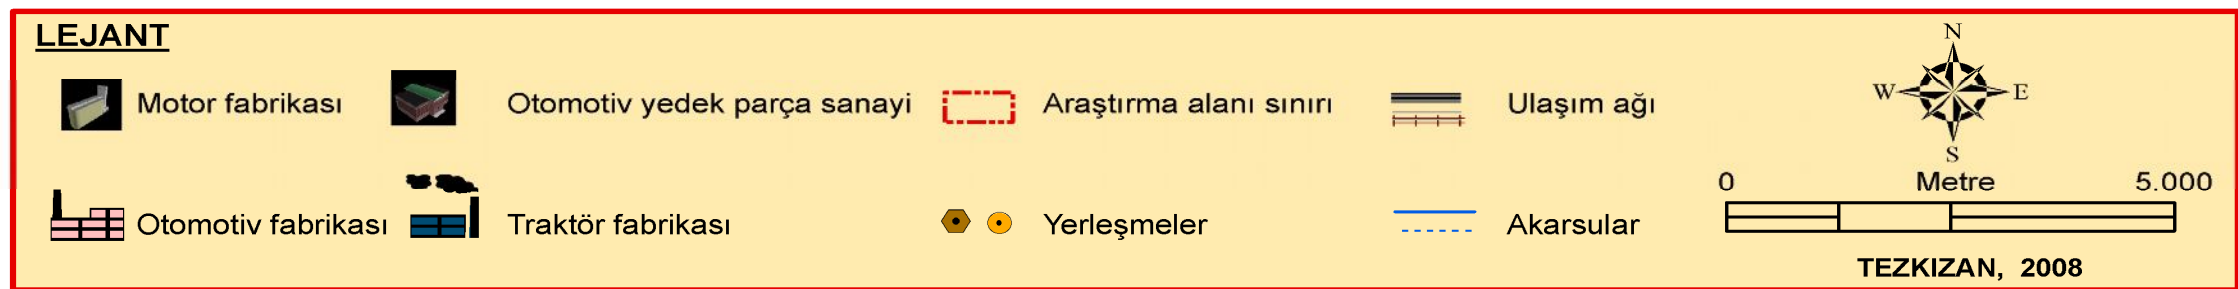 LEJANT
Motor fabrikası
Otomotiv yedek parça sanayi
Araştırma alanı sınırı
Ulaşım ağı
Otomotiv fabrikası
Traktör fabrikası
Yerleşmeler
Akarsular
N
W E
S
0 Metre 5.000
TEZKIZAN, 2008